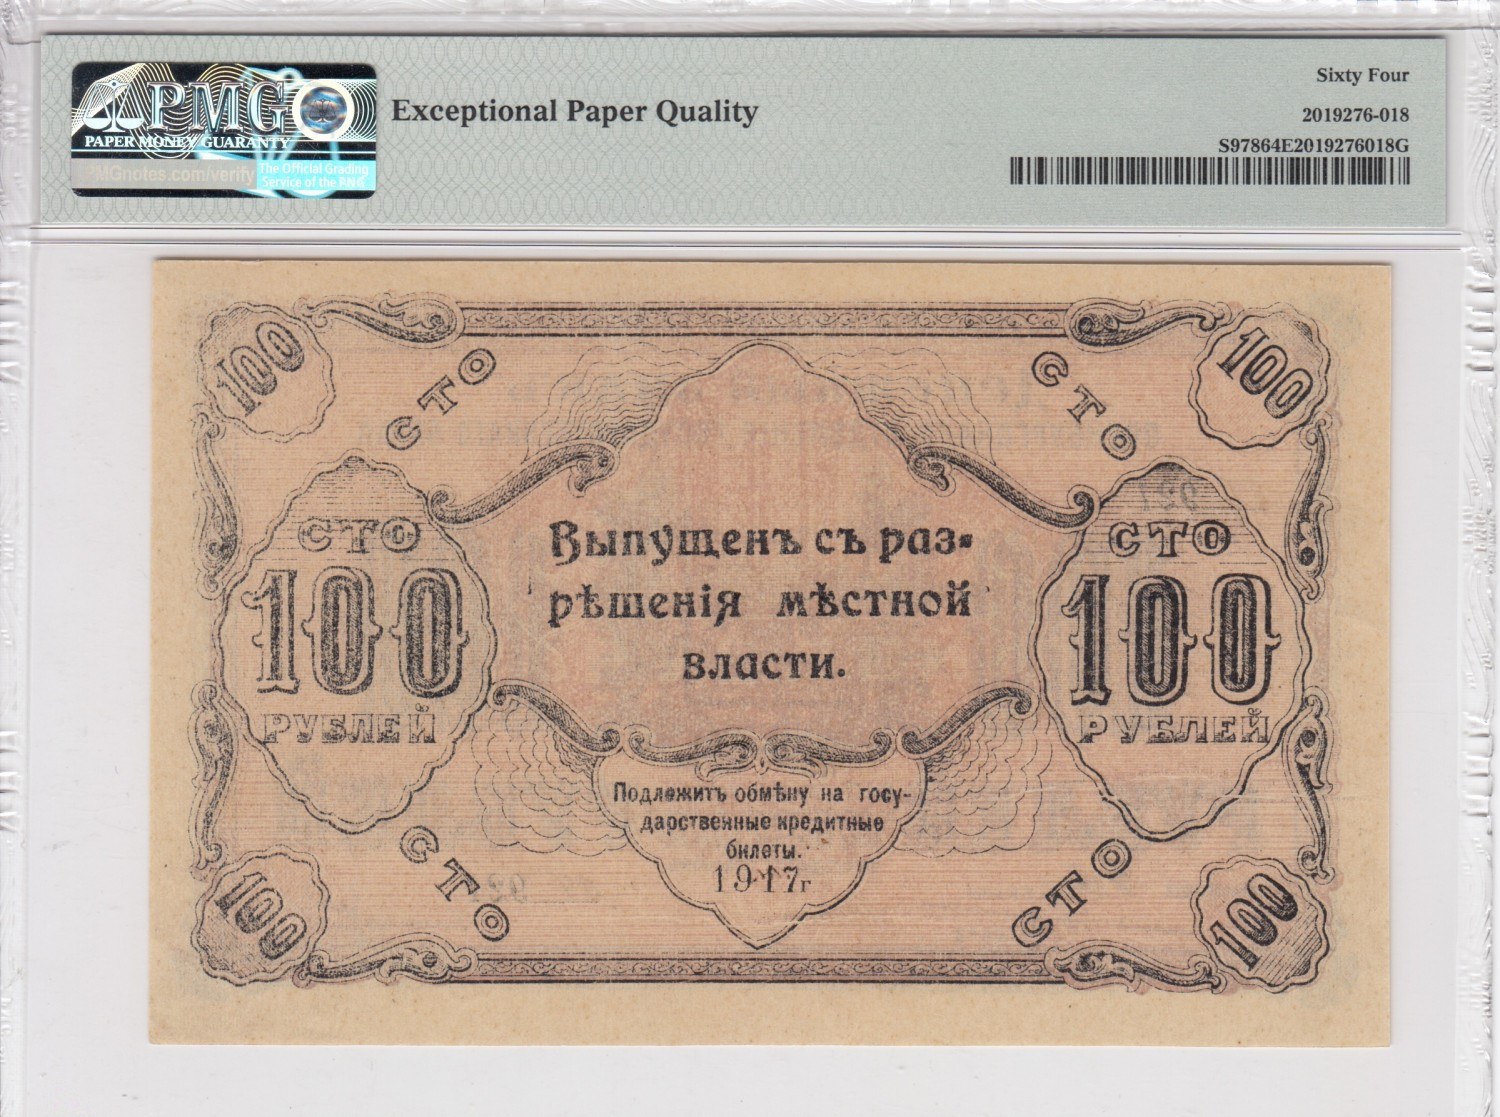 PMG
PAPER MONEY GUARANTY
PMGnotes.com/verify
The Official Grading
Service of the PNG
Exceptional Paper Quality
Sixty Four
2019276-018
S97864E2019276018G
100
100
СТО
СТО
СТО
100
РУБЛЕЙ
Выпущенъ съ раз-
рѣшенія мѣстной
власти.
СТО
100
РУБЛЕЙ
Подлежитъ обмѣну на госу-
дарственные кредитные
билеты.
1917г
СТО
СТО
100
100